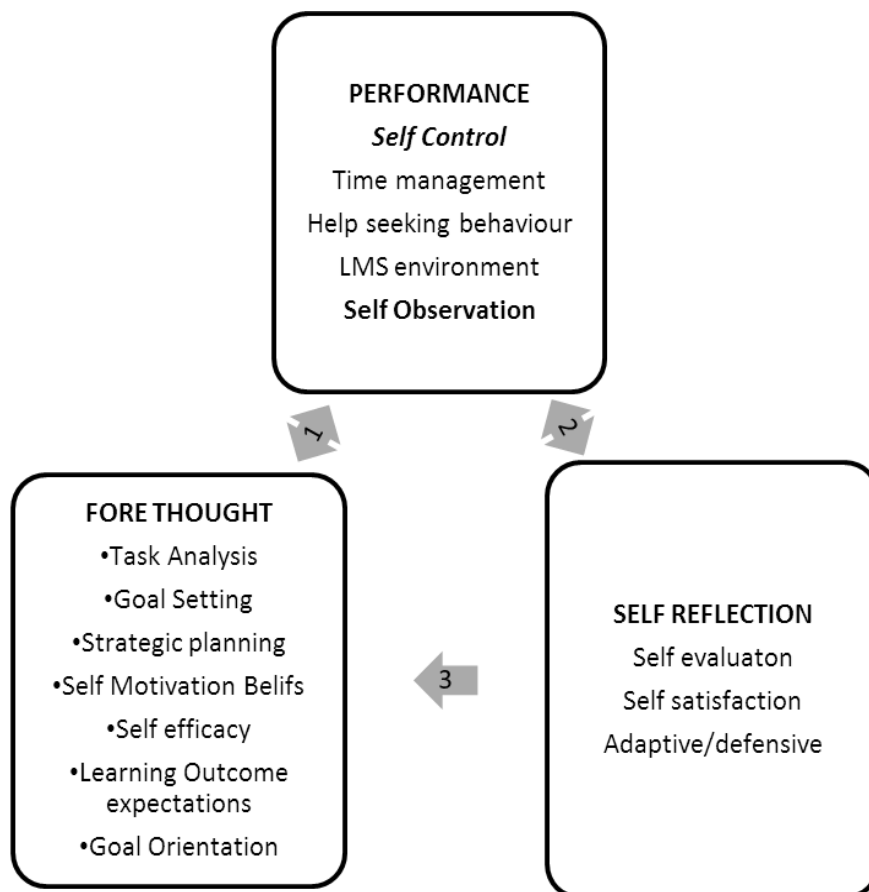 PERFORMANCE
Self Control
Time management
Help seeking behaviour
LMS environment
Self Observation
1
2
FORE THOUGHT
•Task Analysis
•Goal Setting
•Strategic planning
•Self Motivation Belifs
•Self efficacy
•Learning Outcome
expectations
•Goal Orientation
3
SELF REFLECTION
Self evaluaton
Self satisfaction
Adaptive/defensive